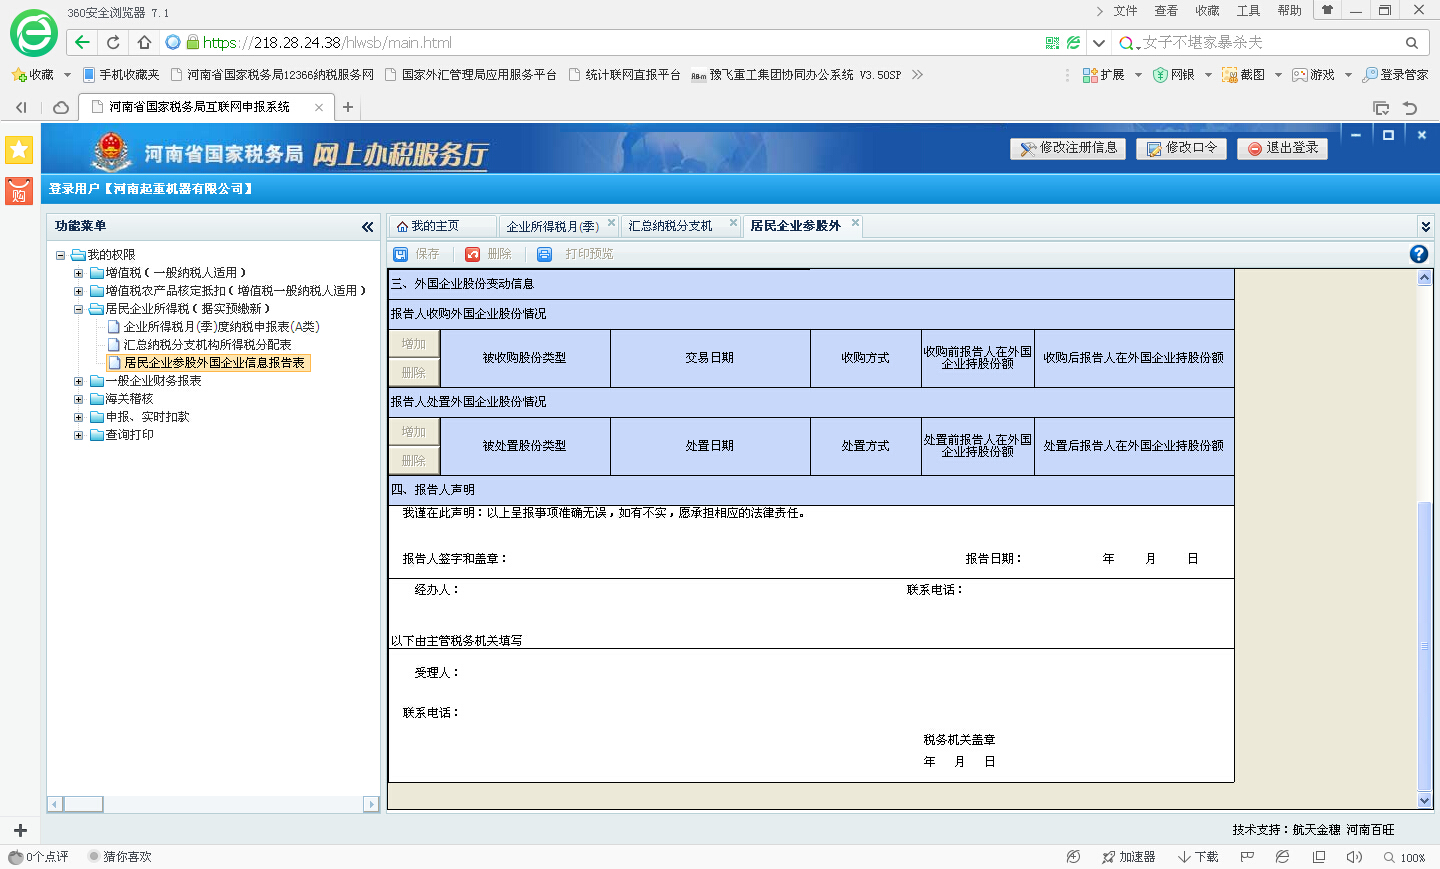 360安全浏览器 7.1
文件 查看 收藏 工具 帮助
https://218.28.24.38/hlwsb/main.html
女子不堪家暴杀夫
收藏 手机收藏夹 河南省国家税务局12366纳税服务网 国家外汇管理局应用服务平台 统计联网直报平台 RBm 豫飞重工集团协同办公系统 V3.50SP
扩展 网银 截图 游戏 登录管家
河南省国家税务局互联网申报系统
购
河南省国家税务局 网上办税服务厅
修改注册信息 修改口令 退出登录
登录用户【河南起重机器有限公司】
功能菜单
我的权限
增值税（一般纳税人适用）
增值税农产品核定抵扣（增值税一般纳税人适用）
居民企业所得税（据实预缴新）
企业所得税月(季)度纳税申报表(A类)
汇总纳税分支机构所得税分配表
居民企业参股外国企业信息报告表
一般企业财务报表
海关稽核
申报、实时扣款
查询打印
我的主页 企业所得税月(季) 汇总纳税分支机 居民企业参股外
保存 删除 打印预览
三、外国企业股份变动信息
报告人收购外国企业股份情况
增加
删除
被收购股份类型 交易日期 收购方式 收购前报告人在外国企业持股份额 收购后报告人在外国企业持股份额
报告人处置外国企业股份情况
增加
删除
被处置股份类型 处置日期 处置方式 处置前报告人在外国企业持股份额 处置后报告人在外国企业持股份额
四、报告人声明
我谨在此声明：以上呈报事项准确无误，如有不实，愿承担相应的法律责任。
报告人签字和盖章： 报告日期： 年 月 日
经办人： 联系电话：
以下由主管税务机关填写
受理人：
联系电话：
税务机关盖章
年 月 日
技术支持：航天金穗 河南百旺
0个点评 猜你喜欢
加速器 下载 100%